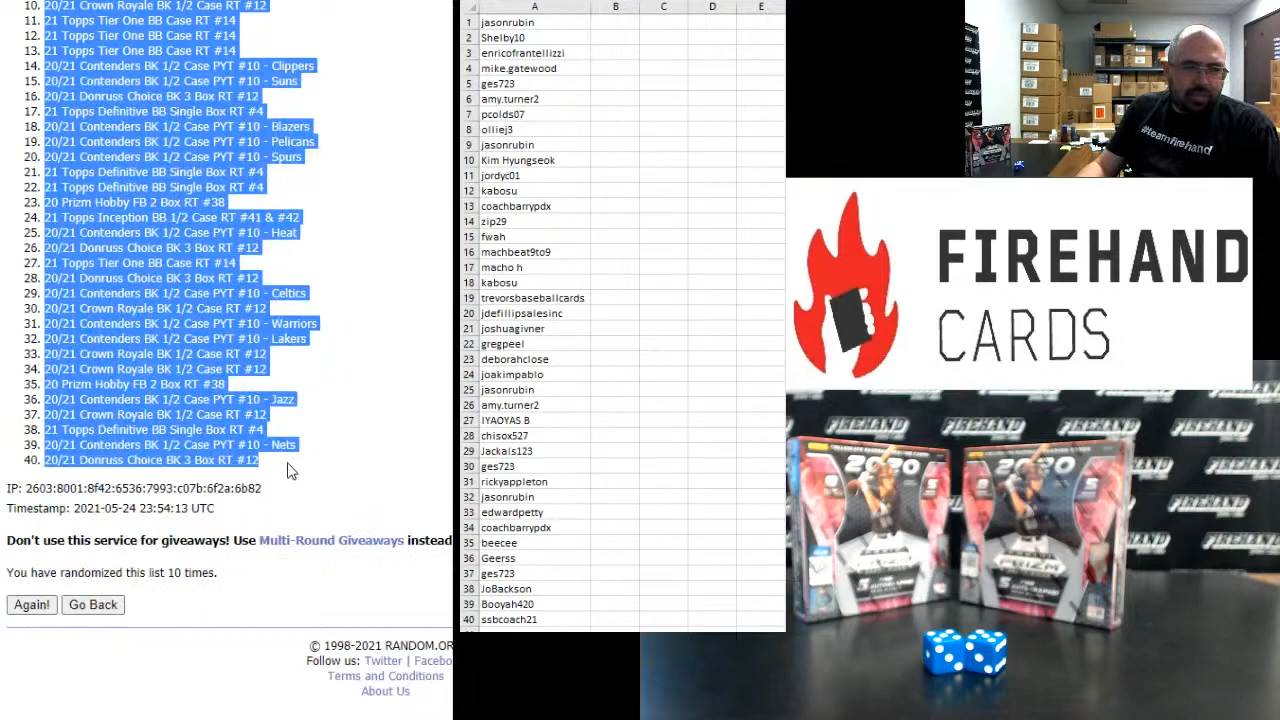 10. 20/21 Crown Royale BK 1/2 Case RT #12
11. 21 Topps Tier One BB Case RT #14
12. 21 Topps Tier One BB Case RT #14
13. 21 Topps Tier One BB Case RT #14
14. 20/21 Contenders BK 1/2 Case PYT #10 - Clippers
15. 20/21 Contenders BK 1/2 Case PYT #10 - Suns
16. 20/21 Donruss Choice BK 3 Box RT #12
17. 21 Topps Definitive BB Single Box RT #4
18. 20/21 Contenders BK 1/2 Case PYT #10 - Blazers
19. 20/21 Contenders BK 1/2 Case PYT #10 - Pelicans
20. 20/21 Contenders BK 1/2 Case PYT #10 - Spurs
21. 21 Topps Definitive BB Single Box RT #4
22. 21 Topps Definitive BB Single Box RT #4
23. 20 Prizm Hobby FB 2 Box RT #38
24. 21 Topps Inception BB 1/2 Case RT #41 & #42
25. 20/21 Contenders BK 1/2 Case PYT #10 - Heat
26. 20/21 Donruss Choice BK 3 Box RT #12
27. 21 Topps Tier One BB Case RT #14
28. 20/21 Donruss Choice BK 3 Box RT #12
29. 20/21 Contenders BK 1/2 Case PYT #10 - Celtics
30. 20/21 Crown Royale BK 1/2 Case RT #12
31. 20/21 Contenders BK 1/2 Case PYT #10 - Warriors
32. 20/21 Contenders BK 1/2 Case PYT #10 - Lakers
33. 20/21 Crown Royale BK 1/2 Case RT #12
34. 20/21 Crown Royale BK 1/2 Case RT #12
35. 20 Prizm Hobby FB 2 Box RT #38
36. 20/21 Contenders BK 1/2 Case PYT #10 - Jazz
37. 20/21 Crown Royale BK 1/2 Case RT #12
38. 21 Topps Definitive BB Single Box RT #4
39. 20/21 Contenders BK 1/2 Case PYT #10 - Nets
40. 20/21 Donruss Choice BK 3 Box RT #12
IP: 2603:8001:8f42:6536:7993:c07b:6f2a:6b82
Timestamp: 2021-05-24 23:54:13 UTC
Don't use this service for giveaways! Use Multi-Round Giveaways instead
You have randomized this list 10 times.
Again! Go Back
© 1998-2021 RANDOM.OR
Follow us: Twitter | Facebo
Terms and Conditions
About Us
A B C D E
1 jasonrubin
2 Shelby10
3 enricofrantellizzi
4 mike.gatewood
5 ges723
6 amy.turner2
7 pcolds07
8 olliej3
9 jasonrubin
10 Kim Hyungseok
11 jordyc01
12 kabosu
13 coachbarrypdx
14 zip29
15 fwah
16 machbeat9to9
17 macho h
18 kabosu
19 trevorsbaseballcards
20 jdefillipsalesinc
21 joshuagivner
22 gregpeel
23 deborahclose
24 joakimpablo
25 jasonrubin
26 amy.turner2
27 IYAOYAS B
28 chisox527
29 Jackals123
30 ges723
31 rickyappleton
32 jasonrubin
33 edwardpetty
34 coachbarrypdx
35 beecee
36 Geerss
37 ges723
38 JoBackson
39 Booyah420
40 ssbcoach21
#teamfirehand
FIREHAND
CARDS
FIREHAND
2020
2020
PRIZM